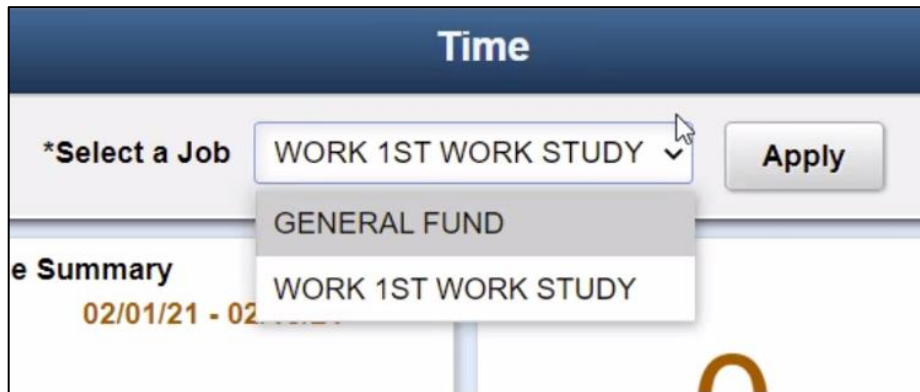 Time
*Select a Job WORK 1ST WORK STUDY Apply
GENERAL FUND
e Summary
WORK 1ST WORK STUDY
02/01/21 - 02